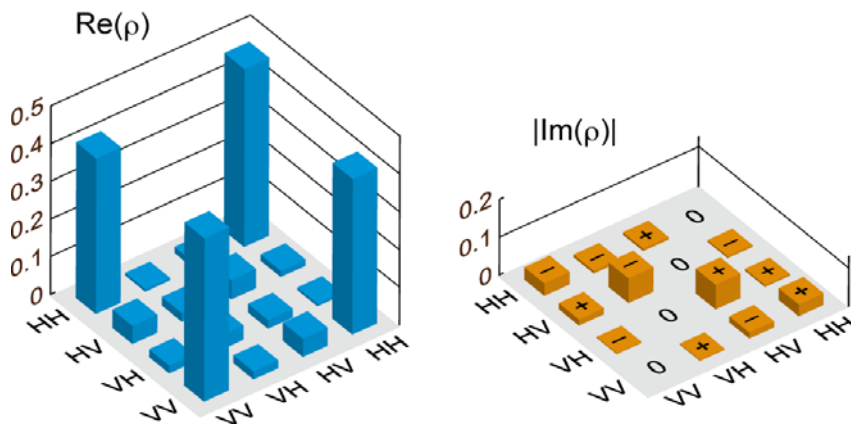 Re(ρ)
0.5
0.4
0.3
0.2
0.1
0
HH
HV
VH
VV
VV
VH
HV
HH
|Im(ρ)|
0.2
0.1
0
HH
HV
VH
VV
VV
VH
HV
HH
0
+ −
− 0 +
− − + +
+ 0 −
− +
0